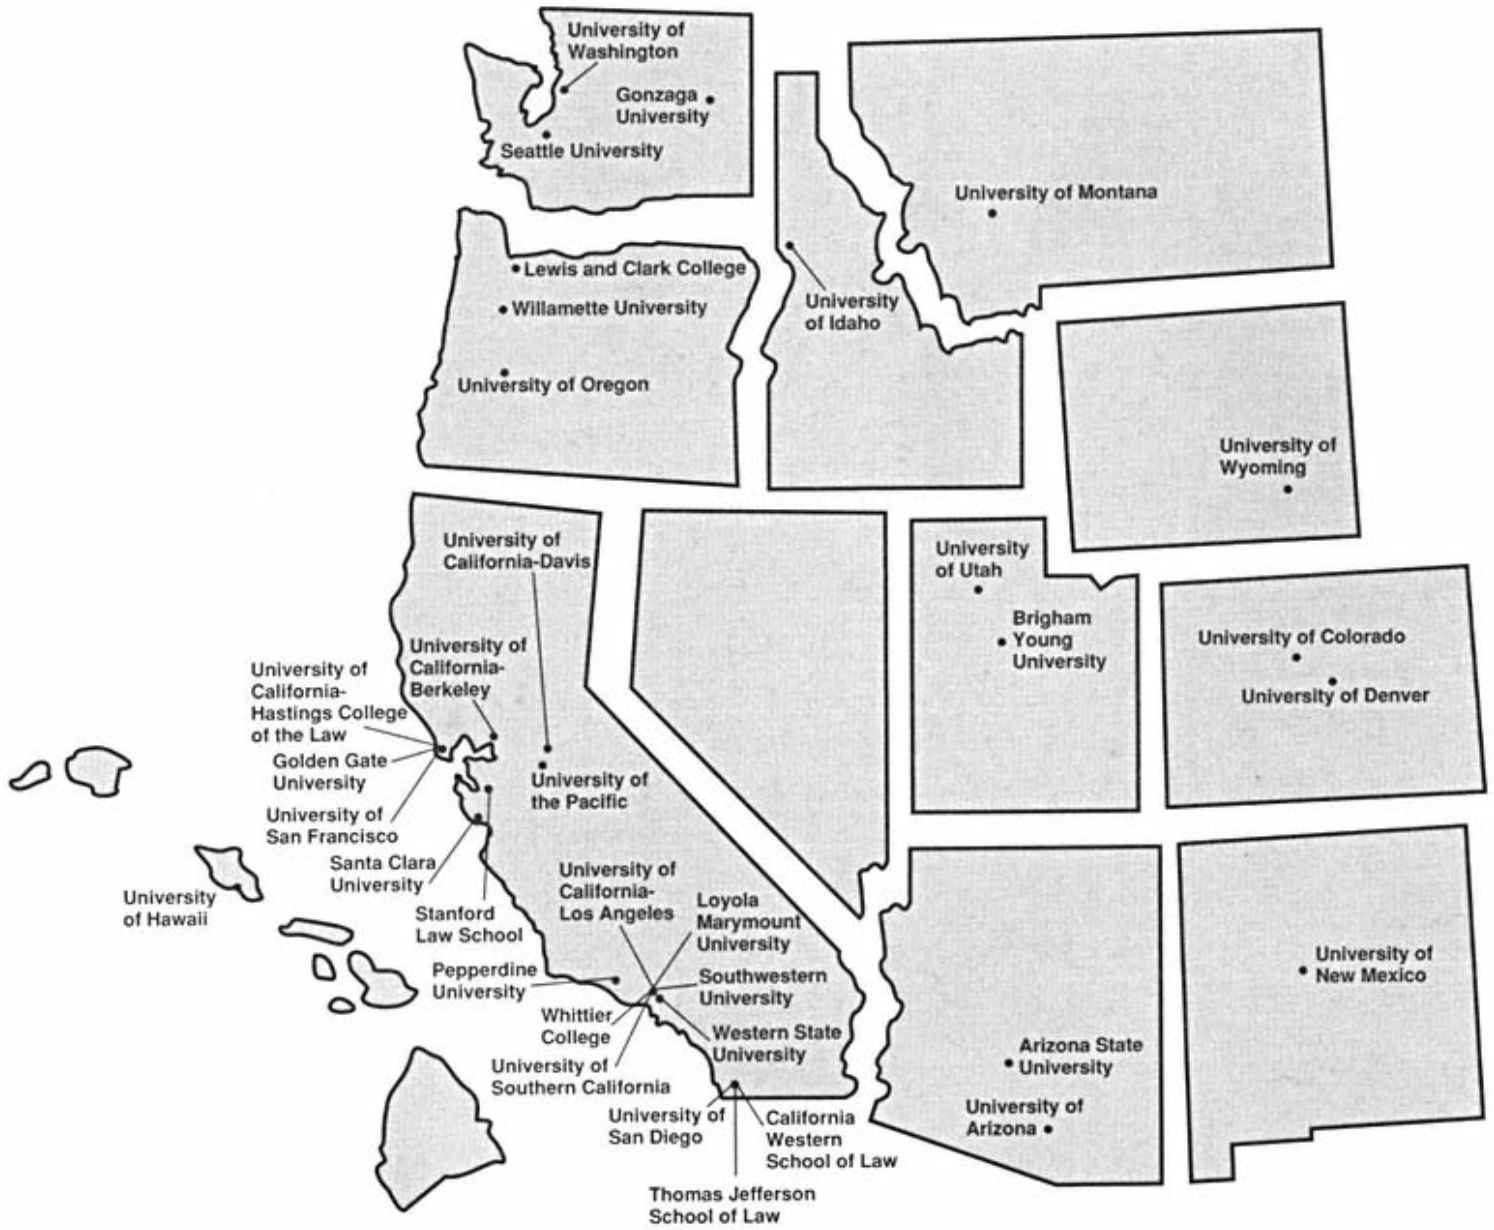 University of
Washington
Gonzaga
University
Seattle University
University of Montana
Lewis and Clark College
Willamette University
University of Oregon
University
of Idaho
University of
Wyoming
University of
California-Davis
University of
California-
Berkeley
University of
California-
Hastings College
of the Law
Golden Gate
University
University of
San Francisco
Santa Clara
University
Stanford
Law School
University of
the Pacific
University
of Utah
Brigham
Young
University
University of Colorado
University of Denver
University
of Hawaii
University of
California-
Los Angeles
Loyola
Marymount
University
Pepperdine
University
Southwestern
University
Whittier
College
Western State
University
University of
Southern California
University of
San Diego
California
Western
School of Law
Thomas Jefferson
School of Law
Arizona State
University
University of
Arizona
University of
New Mexico